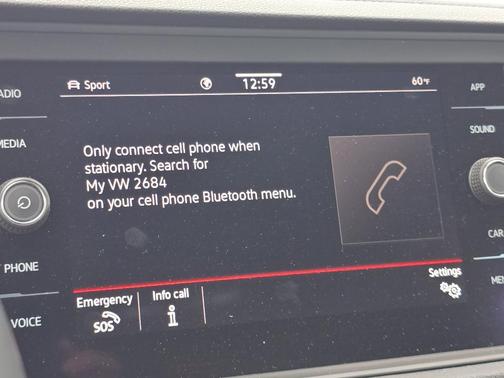 Sport
12:59
60°F
ADIO
APP
MEDIA
SOUND
Only connect cell phone when
stationary. Search for
My VW 2684
on your cell phone Bluetooth menu.
CAR
PHONE
MEN
VOICE
Settings
Emergency
SOS
Info call